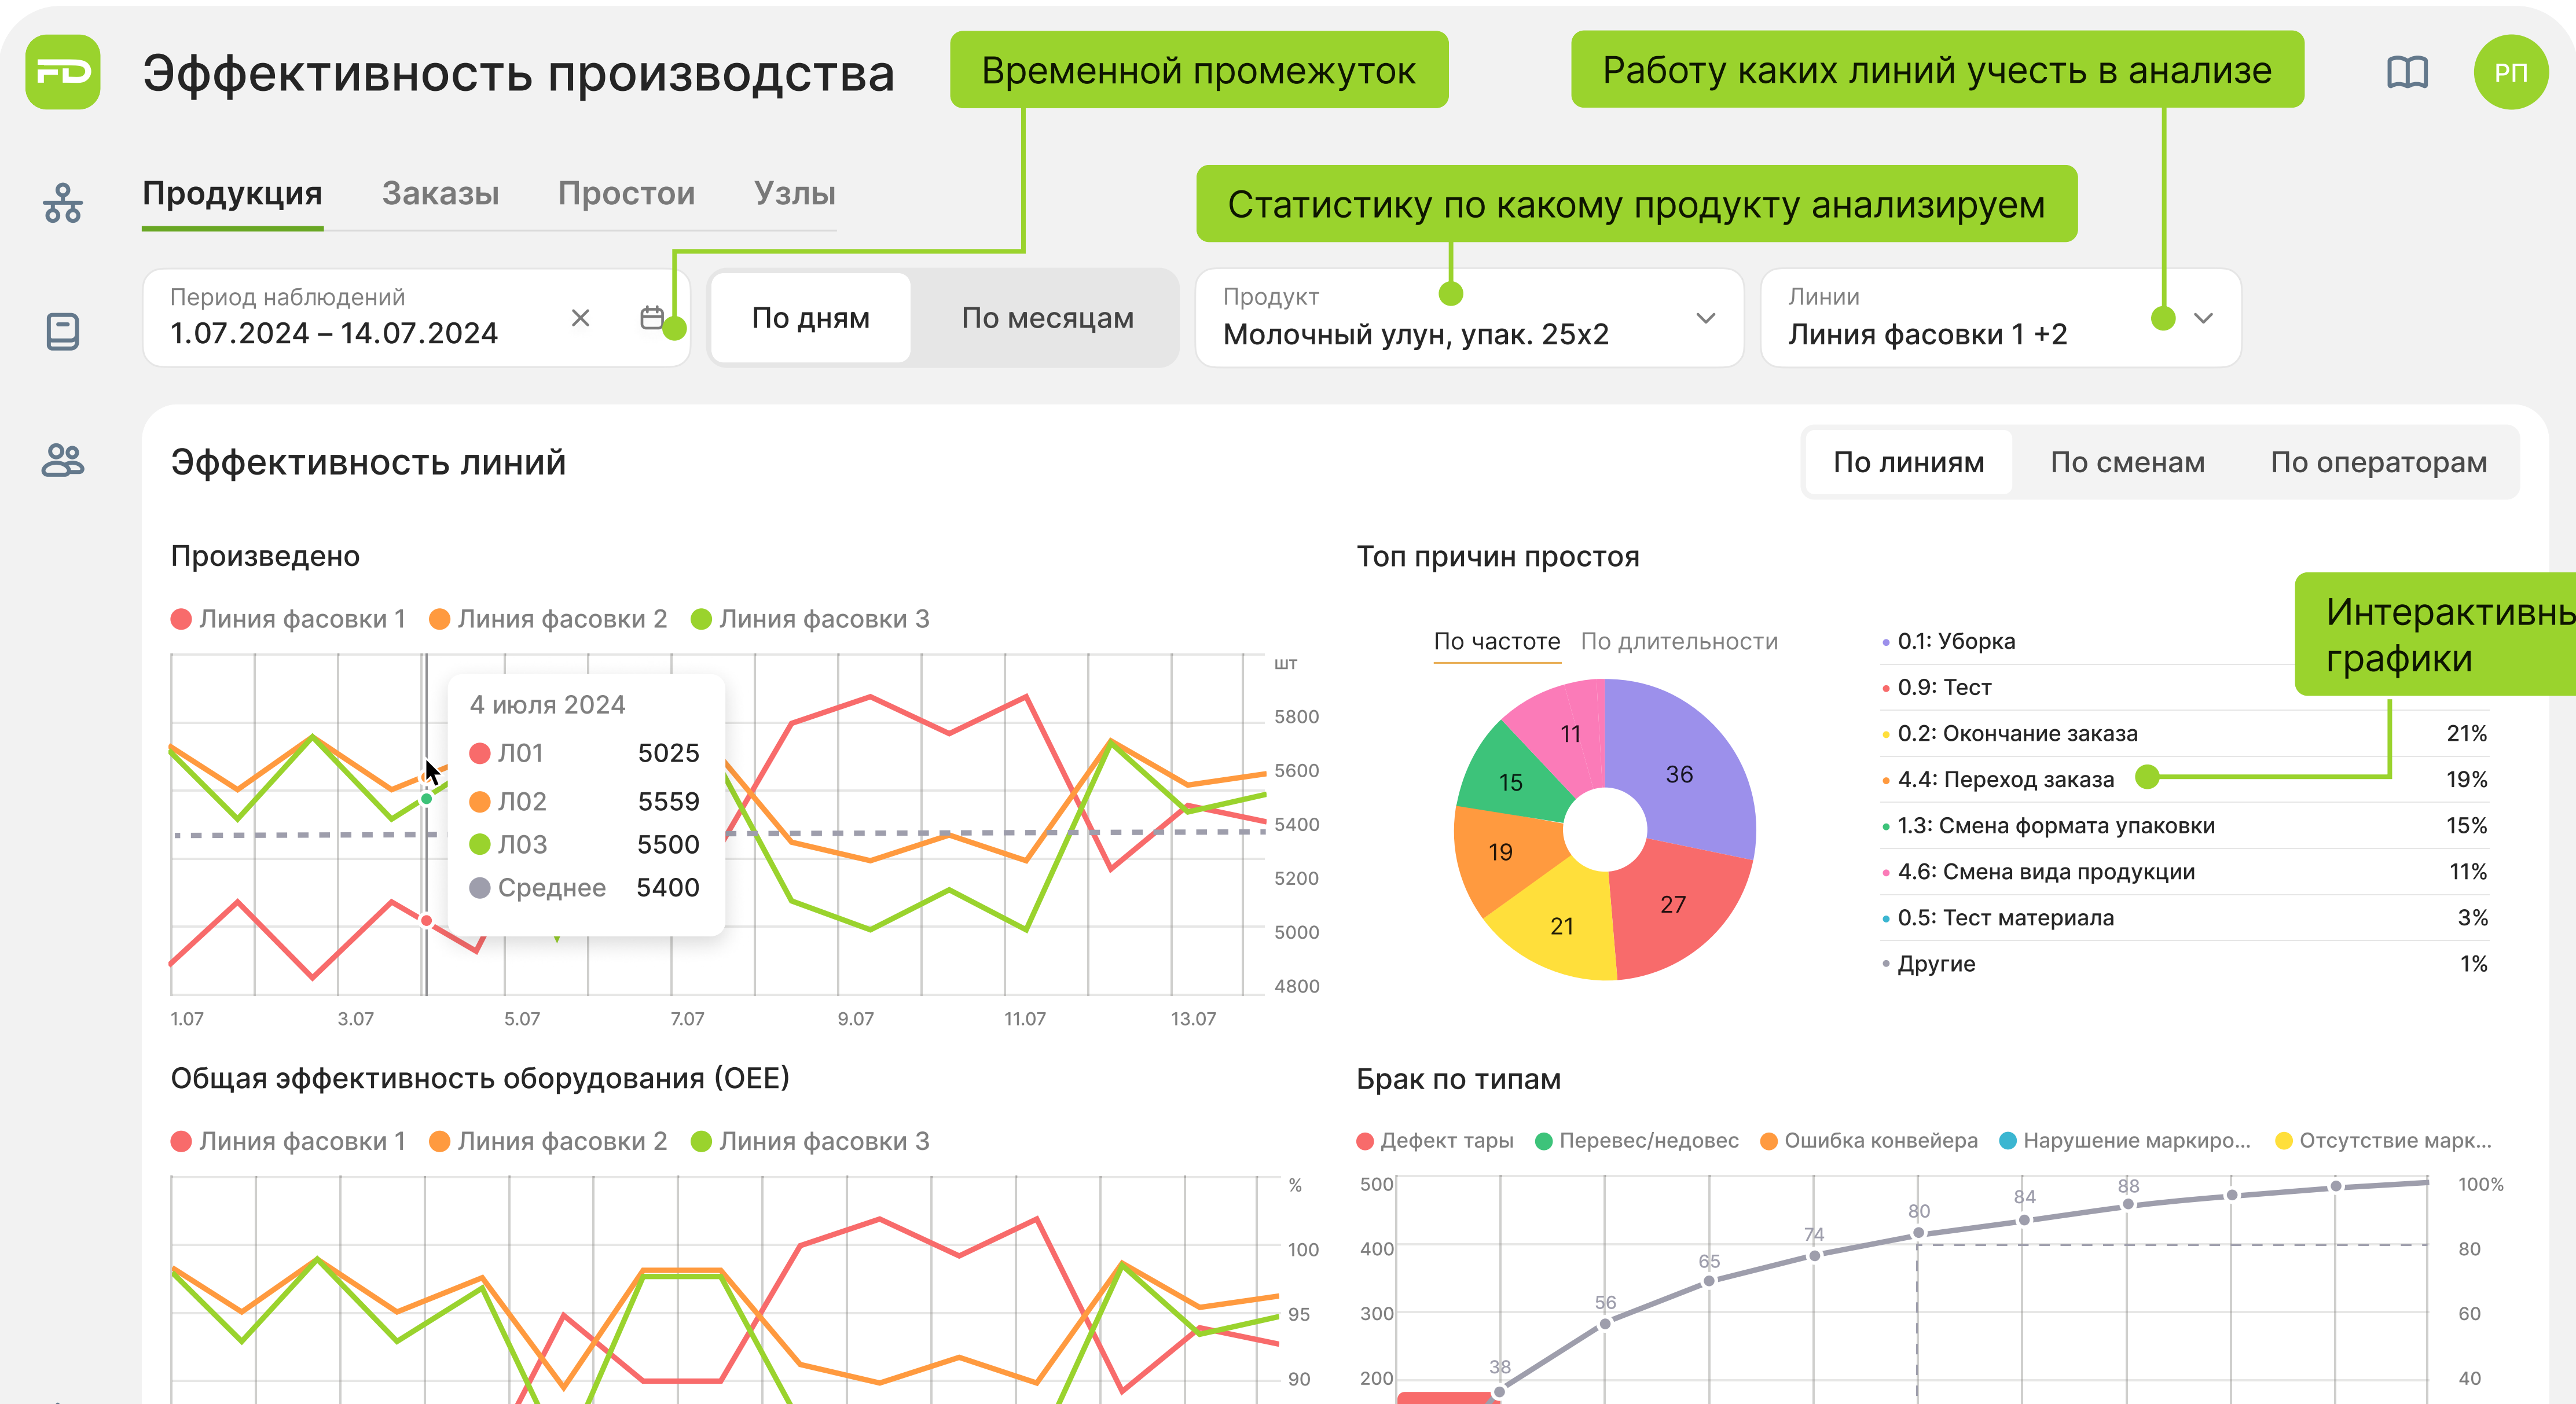 FD
Эффективность производства
Временной промежуток
Работу каких линий учесть в анализе
РП
Продукция
Заказы
Простои
Узлы
Статистику по какому продукту анализируем
Период наблюдений
1.07.2024 – 14.07.2024
По дням
По месяцам
Продукт
Молочный улун, упак. 25x2
Линии
Линия фасовки 1 +2
Эффективность линий
По линиям
По сменам
По операторам
Произведено
Линия фасовки 1
Линия фасовки 2
Линия фасовки 3
шт
5800
5600
5400
5200
5000
4800
4 июля 2024
Л01 5025
Л02 5559
Л03 5500
Среднее 5400
1.07
3.07
5.07
7.07
9.07
11.07
13.07
Топ причин простоя
По частоте
По длительности
36
27
21
19
15
11
0.1: Уборка
0.9: Тест
0.2: Окончание заказа 21%
4.4: Переход заказа 19%
1.3: Смена формата упаковки 15%
4.6: Смена вида продукции 11%
0.5: Тест материала 3%
Другие 1%
Интерактивны
графики
Общая эффективность оборудования (OEE)
Линия фасовки 1
Линия фасовки 2
Линия фасовки 3
%
100
95
90
Брак по типам
Дефект тары
Перевес/недовес
Ошибка конвейера
Нарушение маркиро...
Отсутствие марк...
500
400
300
200
38
56
65
74
80
84
88
100%
80
60
40